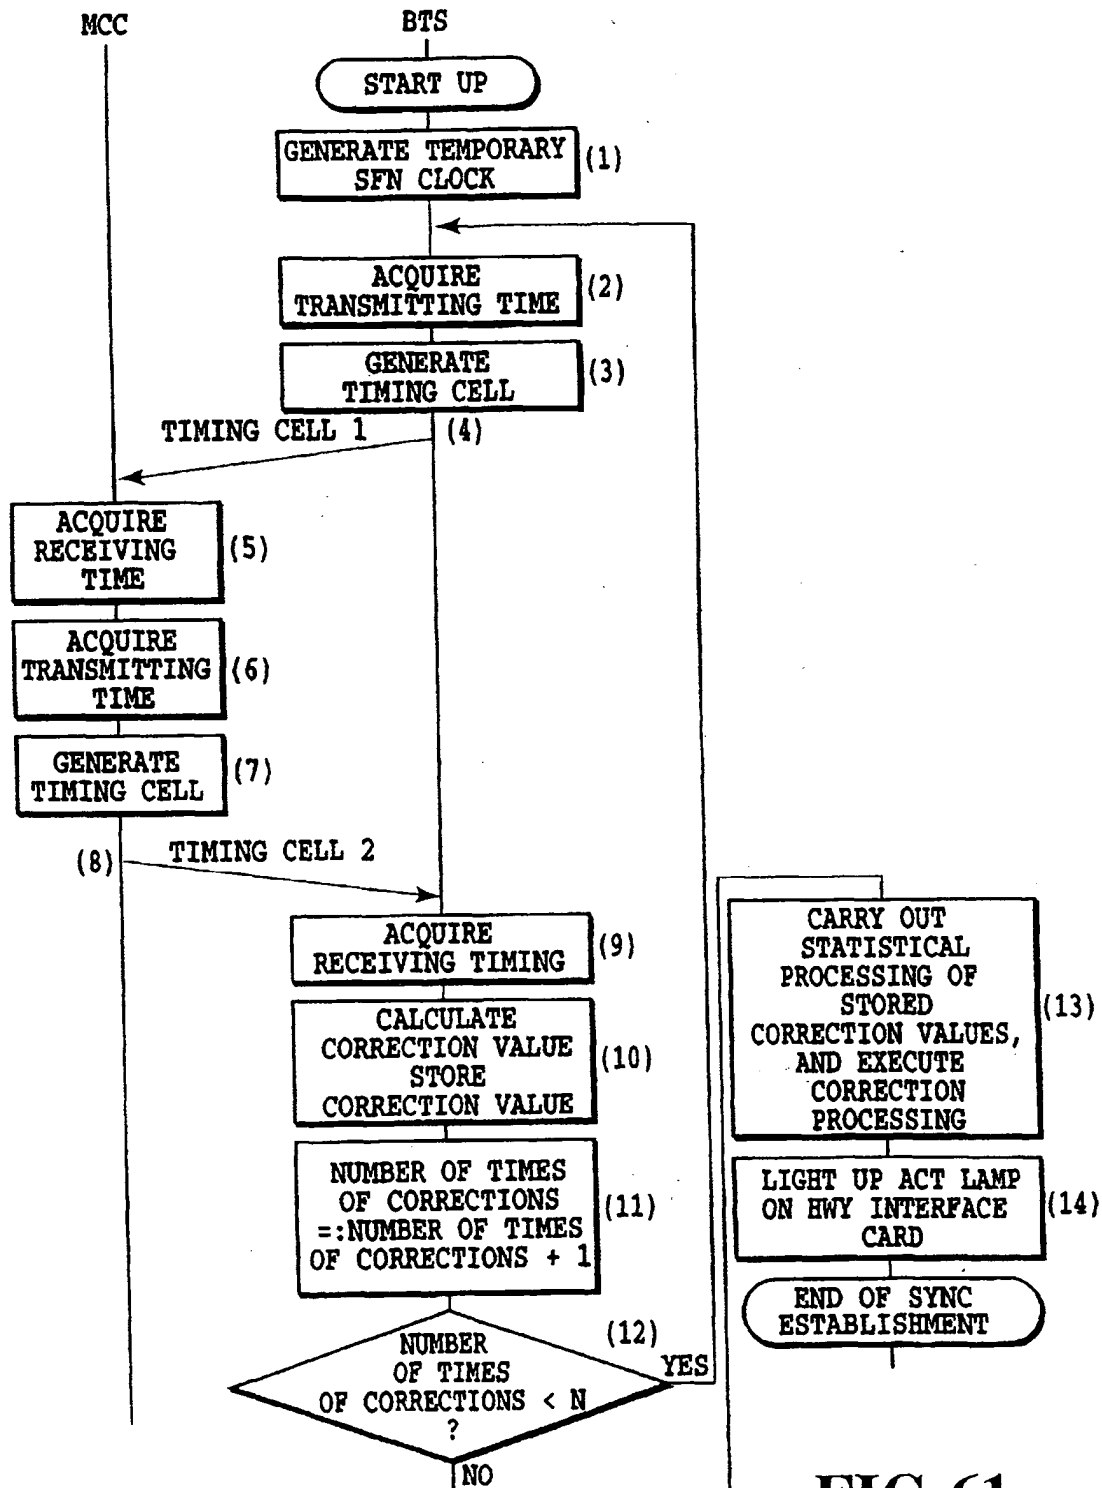 MCC
BTS
START UP
GENERATE TEMPORARY
SFN CLOCK
(1)
ACQUIRE
TRANSMITTING TIME
(2)
GENERATE
TIMING CELL
(3)
TIMING CELL 1
(4)
ACQUIRE
RECEIVING
TIME
(5)
ACQUIRE
TRANSMITTING
TIME
(6)
GENERATE
TIMING CELL
(7)
(8)
TIMING CELL 2
ACQUIRE
RECEIVING TIMING
(9)
CALCULATE
CORRECTION VALUE
STORE
CORRECTION VALUE
(10)
NUMBER OF TIMES
OF CORRECTIONS
=:NUMBER OF TIMES
OF CORRECTIONS + 1
(11)
(12)
NUMBER
OF TIMES
OF CORRECTIONS < N
?
YES
NO
CARRY OUT
STATISTICAL
PROCESSING OF
STORED
CORRECTION VALUES,
AND EXECUTE
CORRECTION
PROCESSING
(13)
LIGHT UP ACT LAMP
ON HWY INTERFACE
CARD
(14)
END OF SYNC
ESTABLISHMENT
FIG. 61